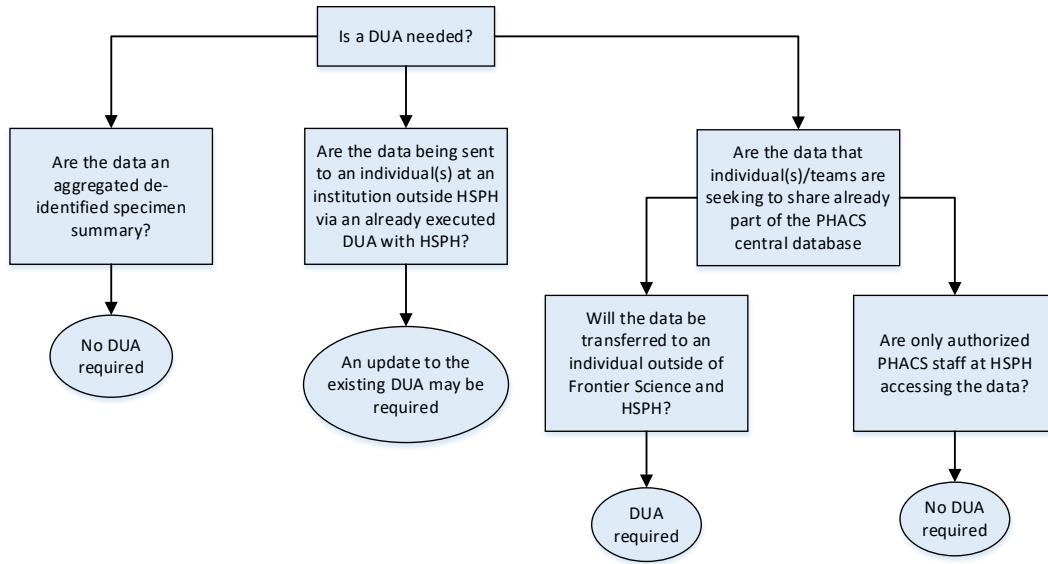 Is a DUA needed?
Are the data an
aggregated de-
identified specimen
summary?
Are the data being sent
to an individual(s) at an
institution outside HSPH
via an already executed
DUA with HSPH?
Are the data that
individual(s)/teams are
seeking to share already
part of the PHACS
central database
No DUA
required
An update to the
existing DUA may be
required
Will the data be
transferred to an
individual outside of
Frontier Science and
HSPH?
Are only authorized
PHACS staff at HSPH
accessing the data?
DUA
required
No DUA
required